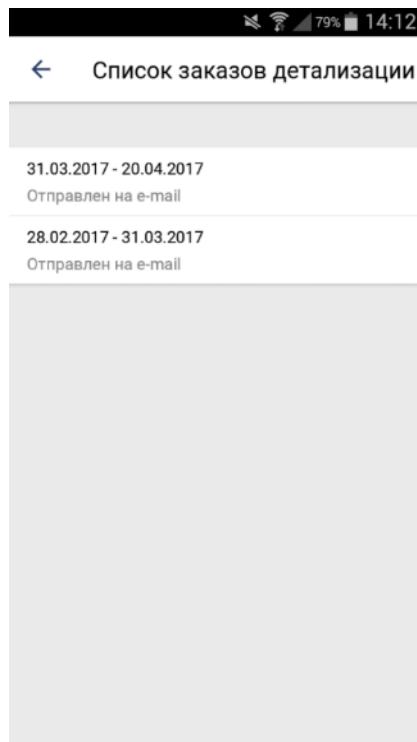 79% 14:12
Список заказов детализации
31.03.2017 - 20.04.2017
Отправлен на e-mail
28.02.2017 - 31.03.2017
Отправлен на e-mail